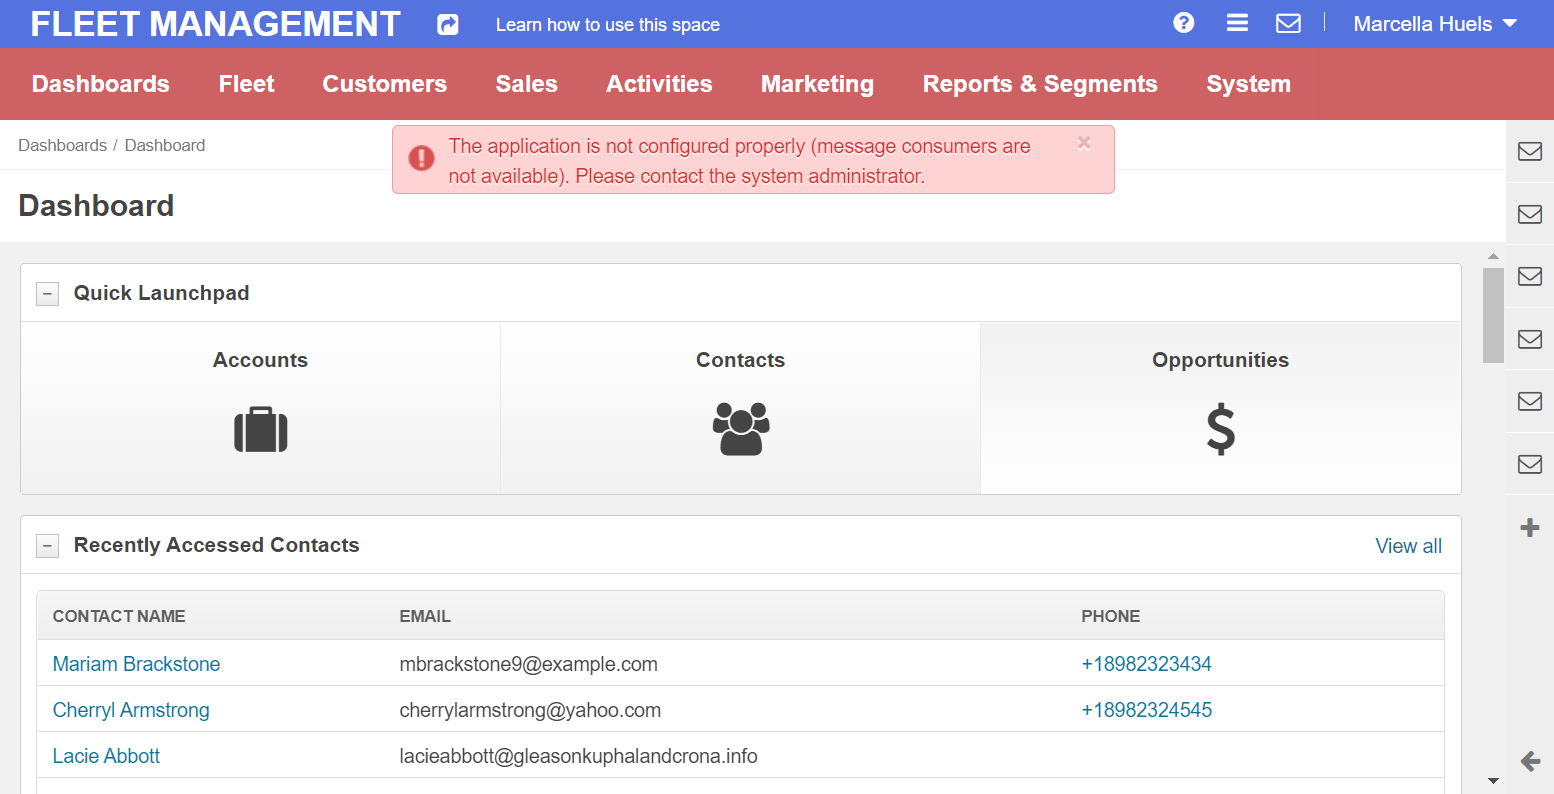 FLEET MANAGEMENT
Learn how to use this space
Marcella Huels
Dashboards Fleet Customers Sales Activities Marketing Reports & Segments System
Dashboards / Dashboard
The application is not configured properly (message consumers are
not available). Please contact the system administrator.
Dashboard
Quick Launchpad
Accounts
Contacts
Opportunities
Recently Accessed Contacts
View all
CONTACT NAME EMAIL PHONE
Mariam Brackstone mbrackstone9@example.com +18982323434
Cherryl Armstrong cherrylarmstrong@yahoo.com +18982324545
Lacie Abbott lacieabbott@gleasonkuphalandcrona.info